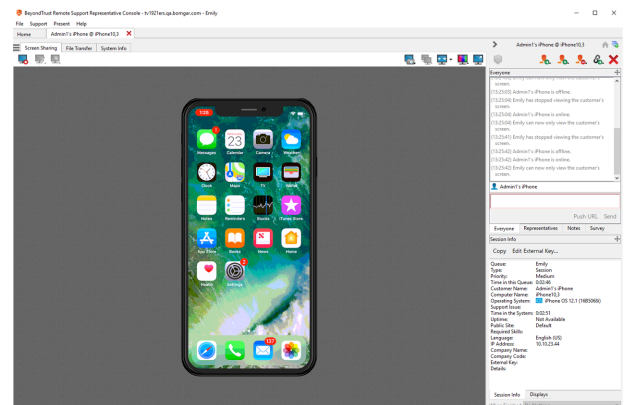 BeyondTrust Remote Support Representative Console - tv1921ers.qa.bomgar.com - Emily
File Support Present Help
Home Admin1's iPhone @ iPhone10,3
Screen Sharing File Transfer System Info
Admin1's iPhone @ iPhone10,3
Everyone
screen.
(13:25:03) Admin1's iPhone is offline.
(13:25:04) Emily has stopped viewing the customer's
screen.
(13:25:04) Admin1's iPhone is online.
(13:25:04) Emily can now only view the customer's
screen.
(13:25:41) Emily has stopped viewing the customer's
screen.
(13:25:42) Admin1's iPhone is offline.
(13:25:42) Admin1's iPhone is online.
(13:25:42) Emily can now only view the customer's
screen.
Admin1's iPhone
Push URL Send
Everyone Representatives Notes Survey
Session Info
Copy Edit External Key...
Queue: Emily
Type: Session
Priority: Medium
Time in this Queue: 0:02:46
Customer Name: Admin1's iPhone
Computer Name: iPhone10,3
Operating System: iPhone OS 12.1 (16B5065)
Support Issue:
Time in the System: 0:02:51
Uptime: Not Available
Public Site: Default
Required Skills:
Language: English (US)
IP Address: 10.10.23.44
Company Name:
Company Code:
External Key:
Details:
Session Info Displays
1:28
1
23
Messages Calendar Camera Weather
Clock Maps TV Wallet
Notes Reminders Stocks iTunes Store
2
App Store Books News Home
Health Settings
137